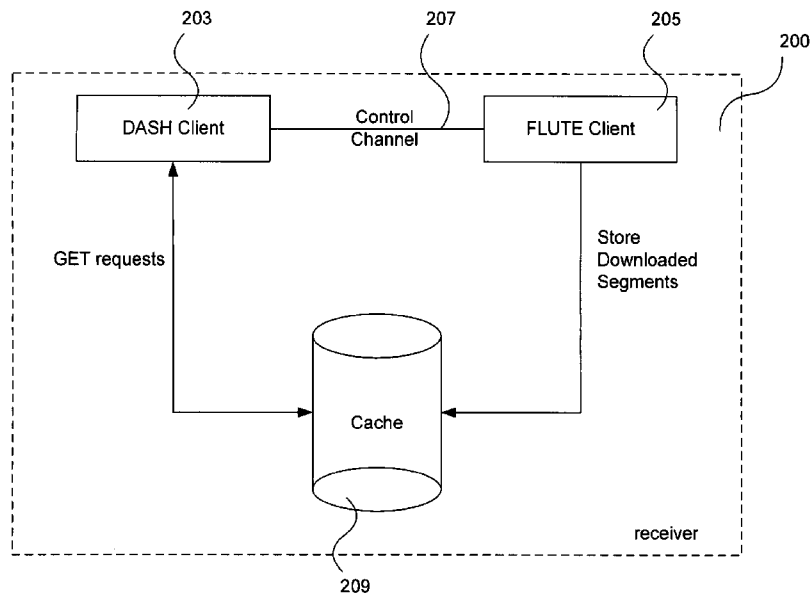 203
207
205
200
DASH Client
Control
Channel
FLUTE Client
GET requests
Store
Downloaded
Segments
Cache
receiver
209